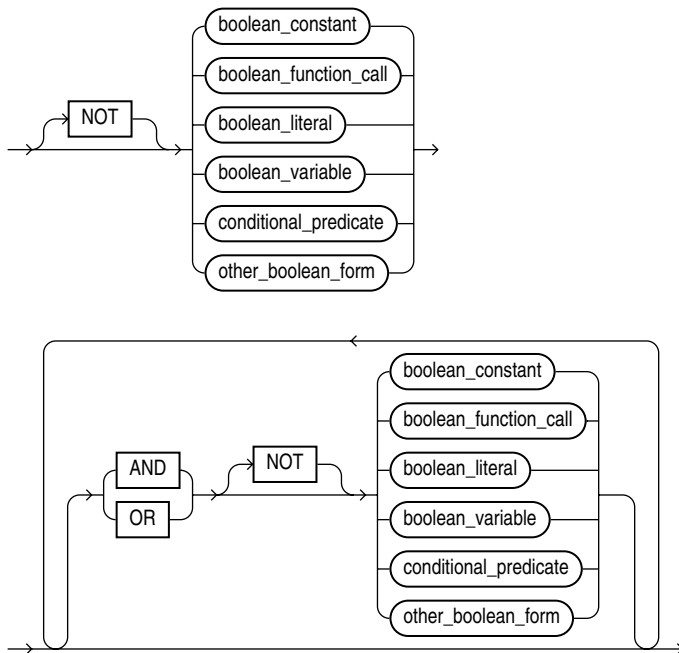 boolean_constant
boolean_function_call
NOT
boolean_literal
boolean_variable
conditional_predicate
other_boolean_form
boolean_constant
boolean_function_call
AND
NOT
boolean_literal
OR
boolean_variable
conditional_predicate
other_boolean_form